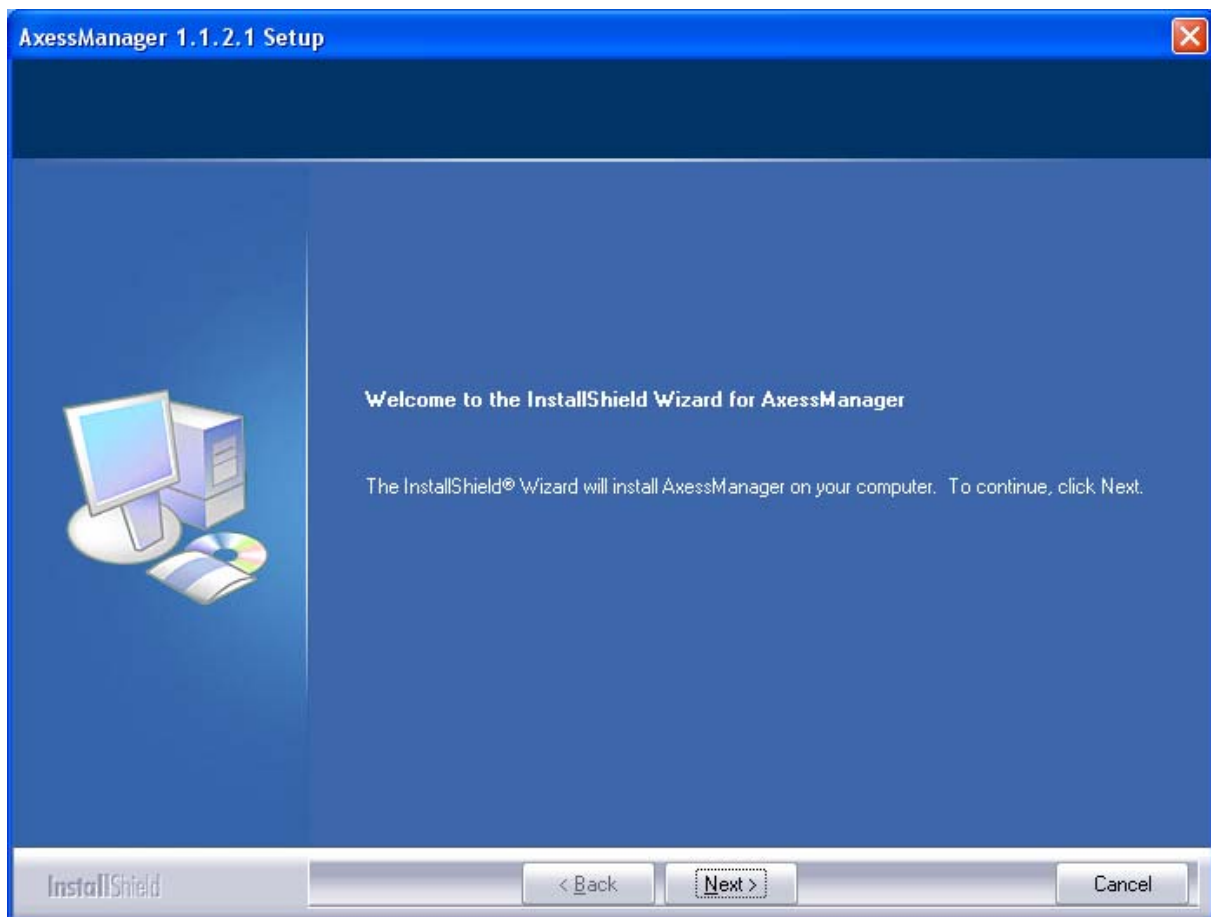 AxessManager 1.1.2.1 Setup
Welcome to the InstallShield Wizard for AxessManager
The InstallShield® Wizard will install AxessManager on your computer.  To continue, click Next.
InstallShield
< Back
Next >
Cancel